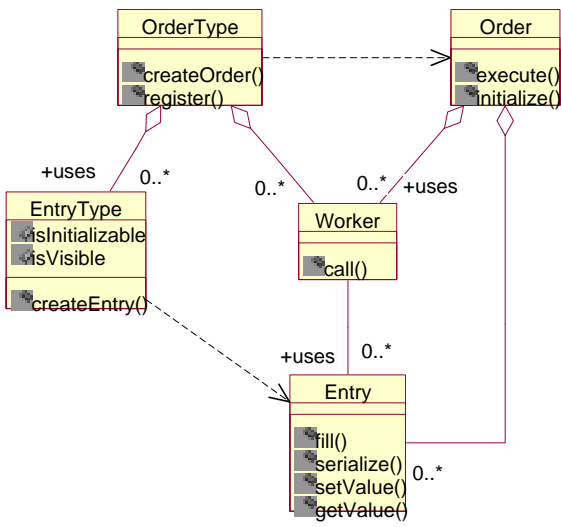 OrderType
createOrder()
register()
Order
execute()
initialize()
+uses
0..*
0..*
0..*
+uses
EntryType
isInitializable
isVisible
createEntry()
Worker
call()
+uses
0..*
Entry
fill()
serialize()
setValue()
getValue()
0..*